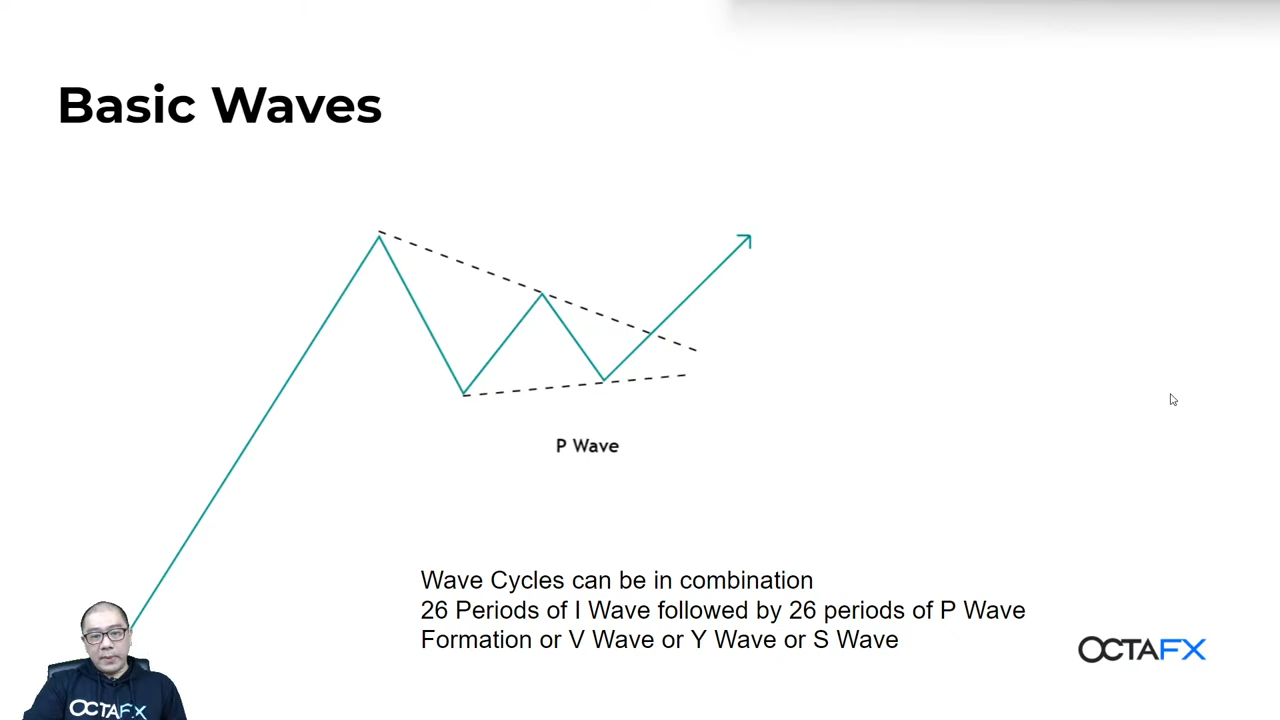 Basic Waves
P Wave
Wave Cycles can be in combination
26 Periods of I Wave followed by 26 periods of P Wave
Formation or V Wave or Y Wave or S Wave
OCTAFX
OCTAFX